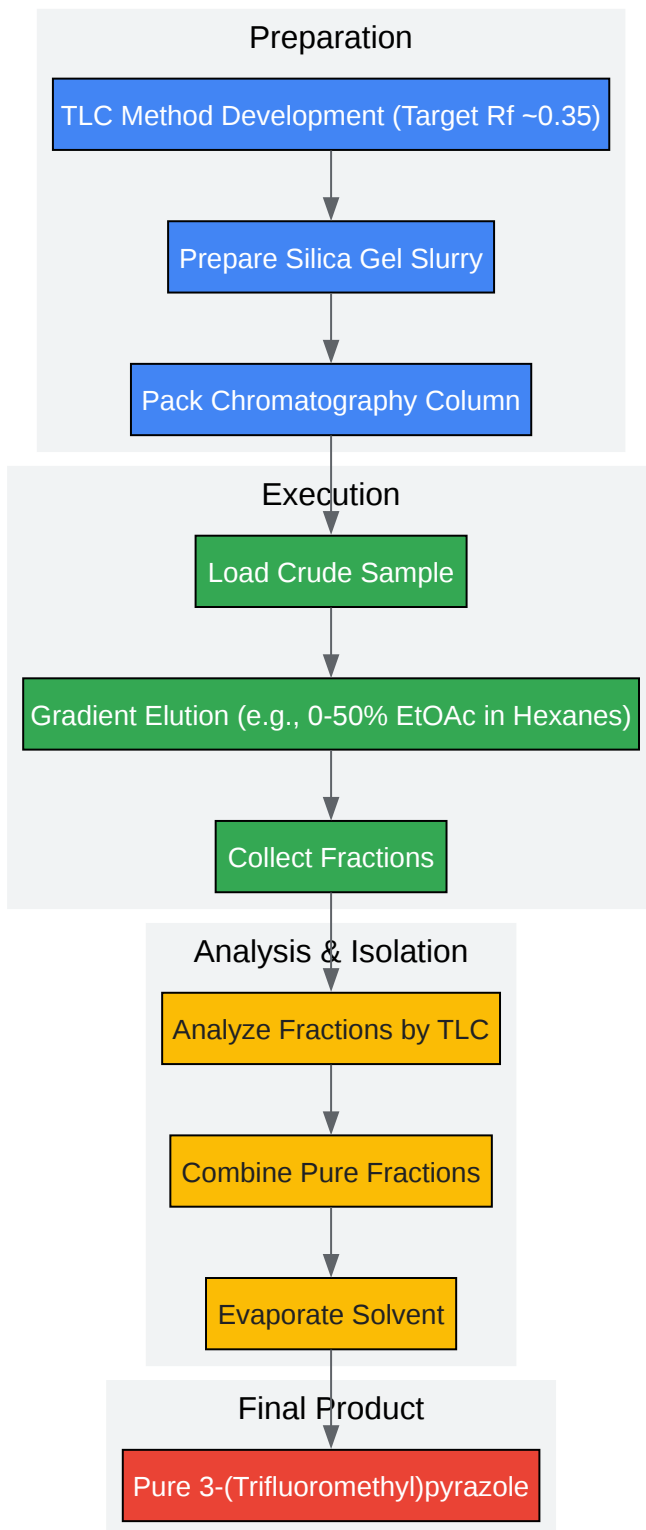 Preparation
TLC Method Development (Target Rf ~0.35)
Prepare Silica Gel Slurry
Pack Chromatography Column
Execution
Load Crude Sample
Gradient Elution (e.g., 0-50% EtOAc in Hexanes)
Collect Fractions
Analysis & Isolation
Analyze Fractions by TLC
Combine Pure Fractions
Evaporate Solvent
Final Product
Pure 3-(Trifluoromethyl)pyrazole